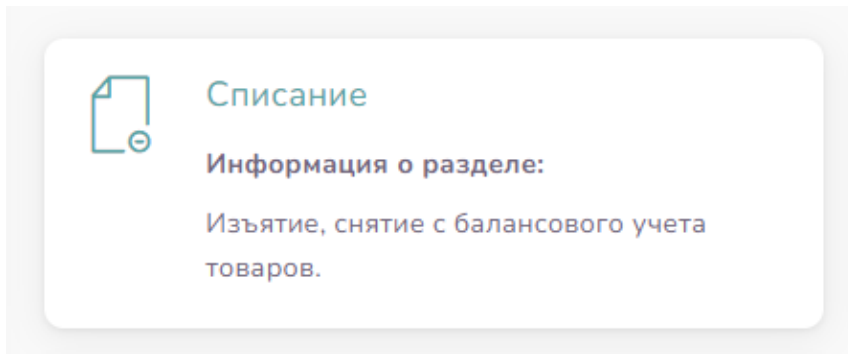 Списание
Информация о разделе:
Изъятие, снятие с балансового учета
товаров.